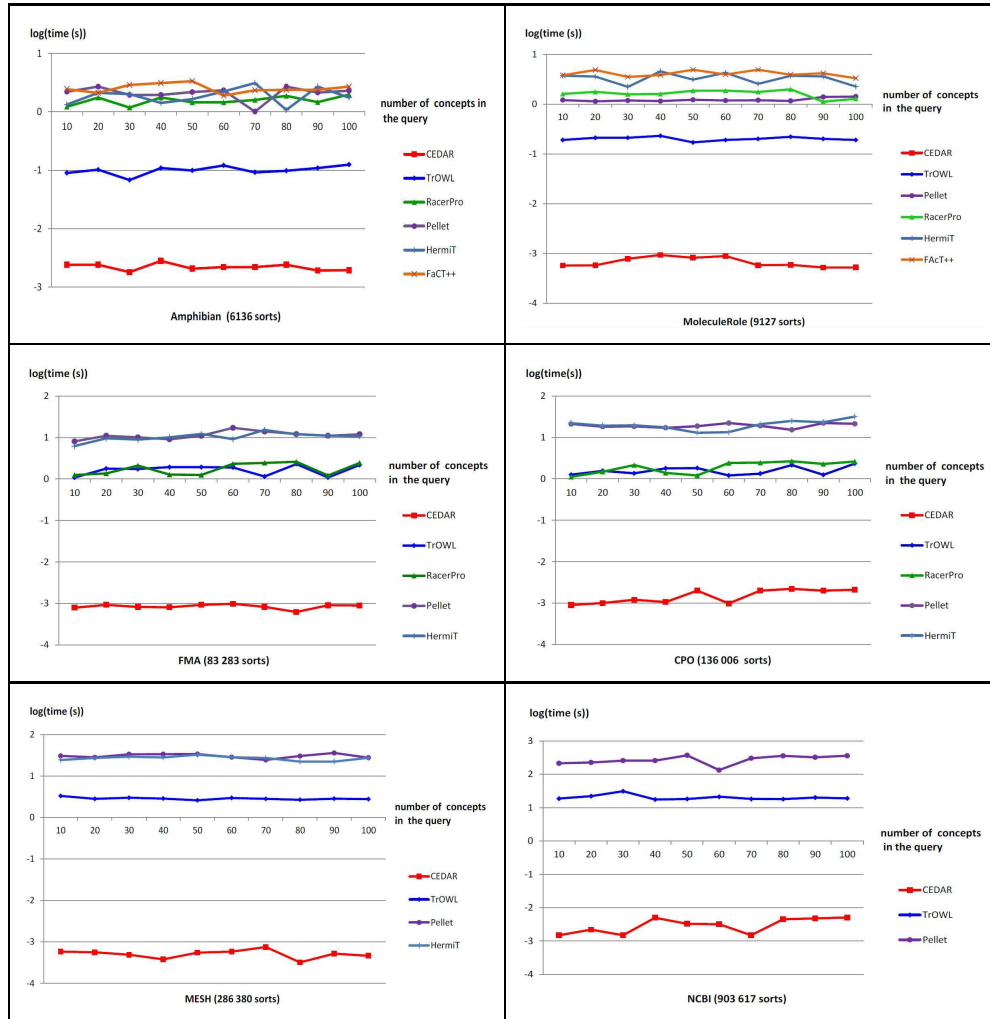 log(time (s))
1
0
-1
-2
-3
10 20 30 40 50 60 70 80 90 100
number of concepts in
the query
CEDAR
TrOWL
RacerPro
Pellet
HermiT
FaCT++
Amphibian (6136 sorts)
log(time (s))
1
0
-1
-2
-3
-4
10 20 30 40 50 60 70 80 90 100
number of concepts
in the query
CEDAR
TrOWL
Pellet
RacerPro
HermiT
FAcT++
MoleculeRole (9127 sorts)
log(time (s))
2
1
0
-1
-2
-3
-4
10 20 30 40 50 60 70 80 90 100
number of concepts
in the query
CEDAR
TrOWL
RacerPro
Pellet
HermiT
FMA (83 283 sorts)
log(time(s))
2
1
0
-1
-2
-3
-4
10 20 30 40 50 60 70 80 90 100
number of concepts
in the query
CEDAR
TrOWL
RacerPro
Pellet
HermiT
CPO (136 006 sorts)
log(time (s))
2
1
0
-1
-2
-3
-4
10 20 30 40 50 60 70 80 90 100
number of concepts
in the query
CEDAR
TrOWL
Pellet
HermiT
MESH (286 380 sorts)
log(time (s))
3
2
1
0
-1
-2
-3
-4
10 20 30 40 50 60 70 80 90 100
number of concepts
in the query
CEDAR
TrOWL
Pellet
NCBI (903 617 sorts)